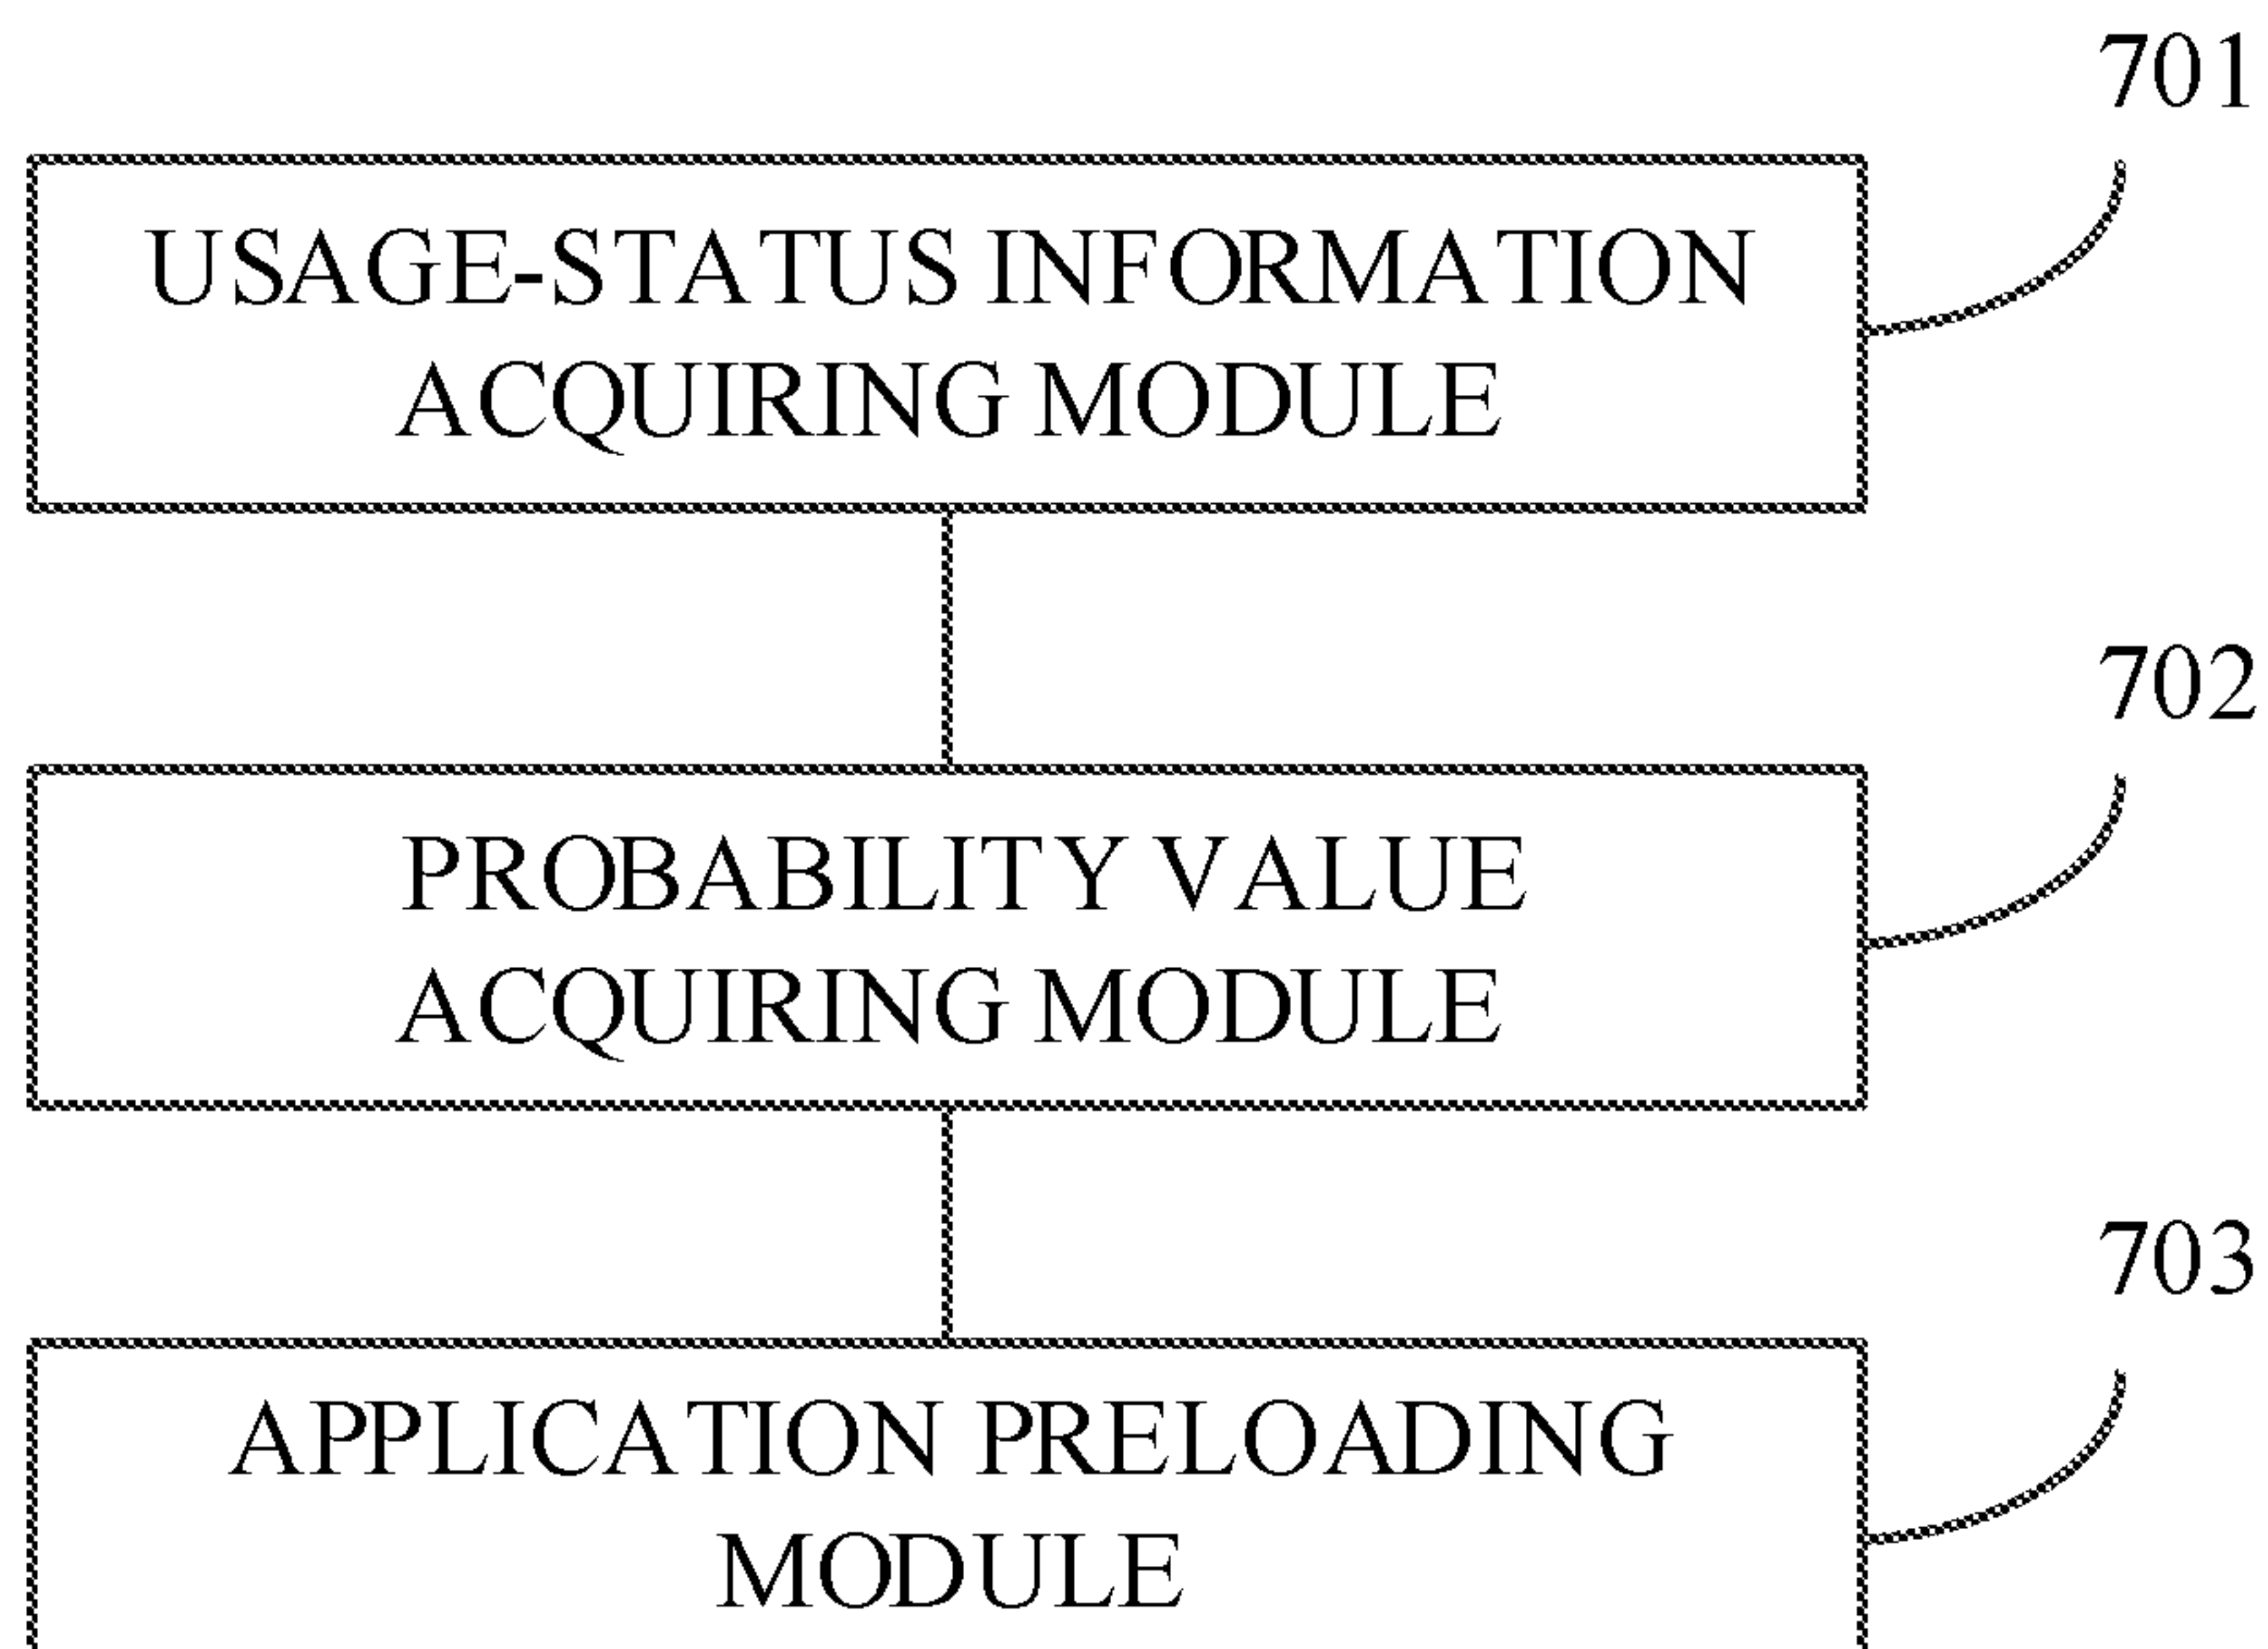 701
USAGE-STATUS INFORMATION
ACQUIRING MODULE
702
PROBABILITY VALUE
ACQUIRING MODULE
703
APPLICATION PRELOADING
MODULE